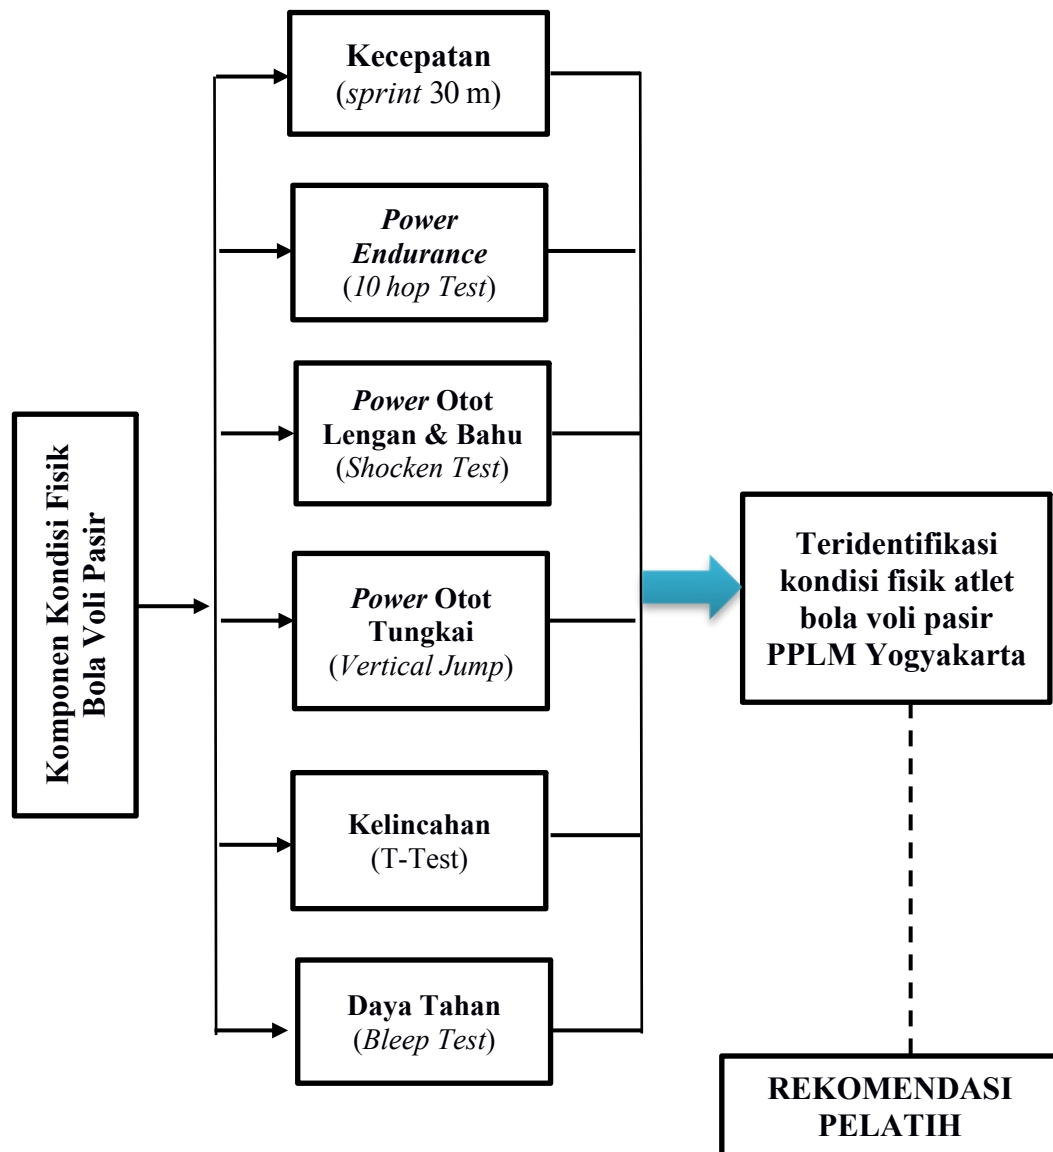 Kecepatan
(sprint 30 m)
Power
Endurance
(10 hop Test)
Power Otot
Lengan & Bahu
(Shocken Test)
Komponen Kondisi Fisik
Bola Voli Pasir
Power Otot
Tungkai
(Vertical Jump)
Teridentifikasi
kondisi fisik atlet
bola voli pasir
PPLM Yogyakarta
Kelincahan
(T-Test)
Daya Tahan
(Bleep Test)
REKOMENDASI
PELATIH